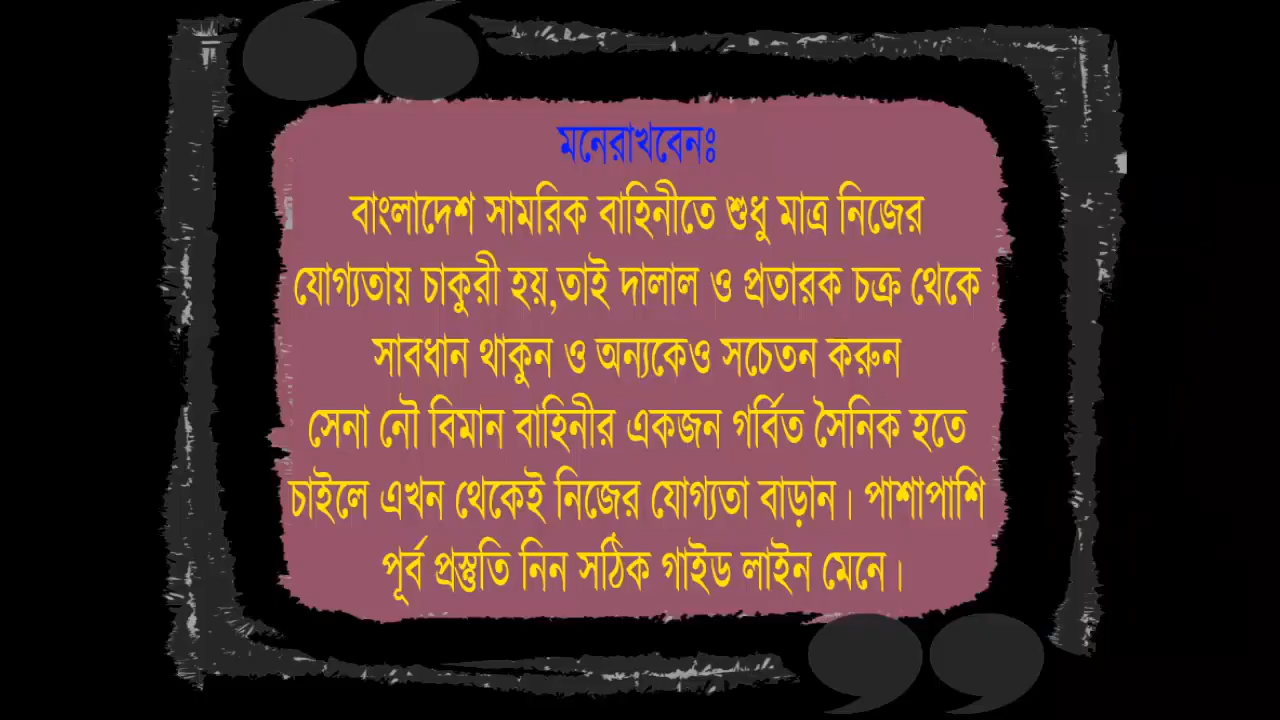 মনেরাখবেনঃ
বাংলাদেশ সামরিক বাহিনীতে শুধু মাত্র নিজের
যোগ্যতায় চাকুরী হয়,তাই দালাল ও প্রতারক চক্র থেকে
সাবধান থাকুন ও অন্যকেও সচেতন করুন
সেনা নৌ বিমান বাহিনীর একজন গর্বিত সৈনিক হতে
চাইলে এখন থেকেই নিজের যোগ্যতা বাড়ান। পাশাপাশি
পূর্ব প্রস্তুতি নিন সঠিক গাইড লাইন মেনে।